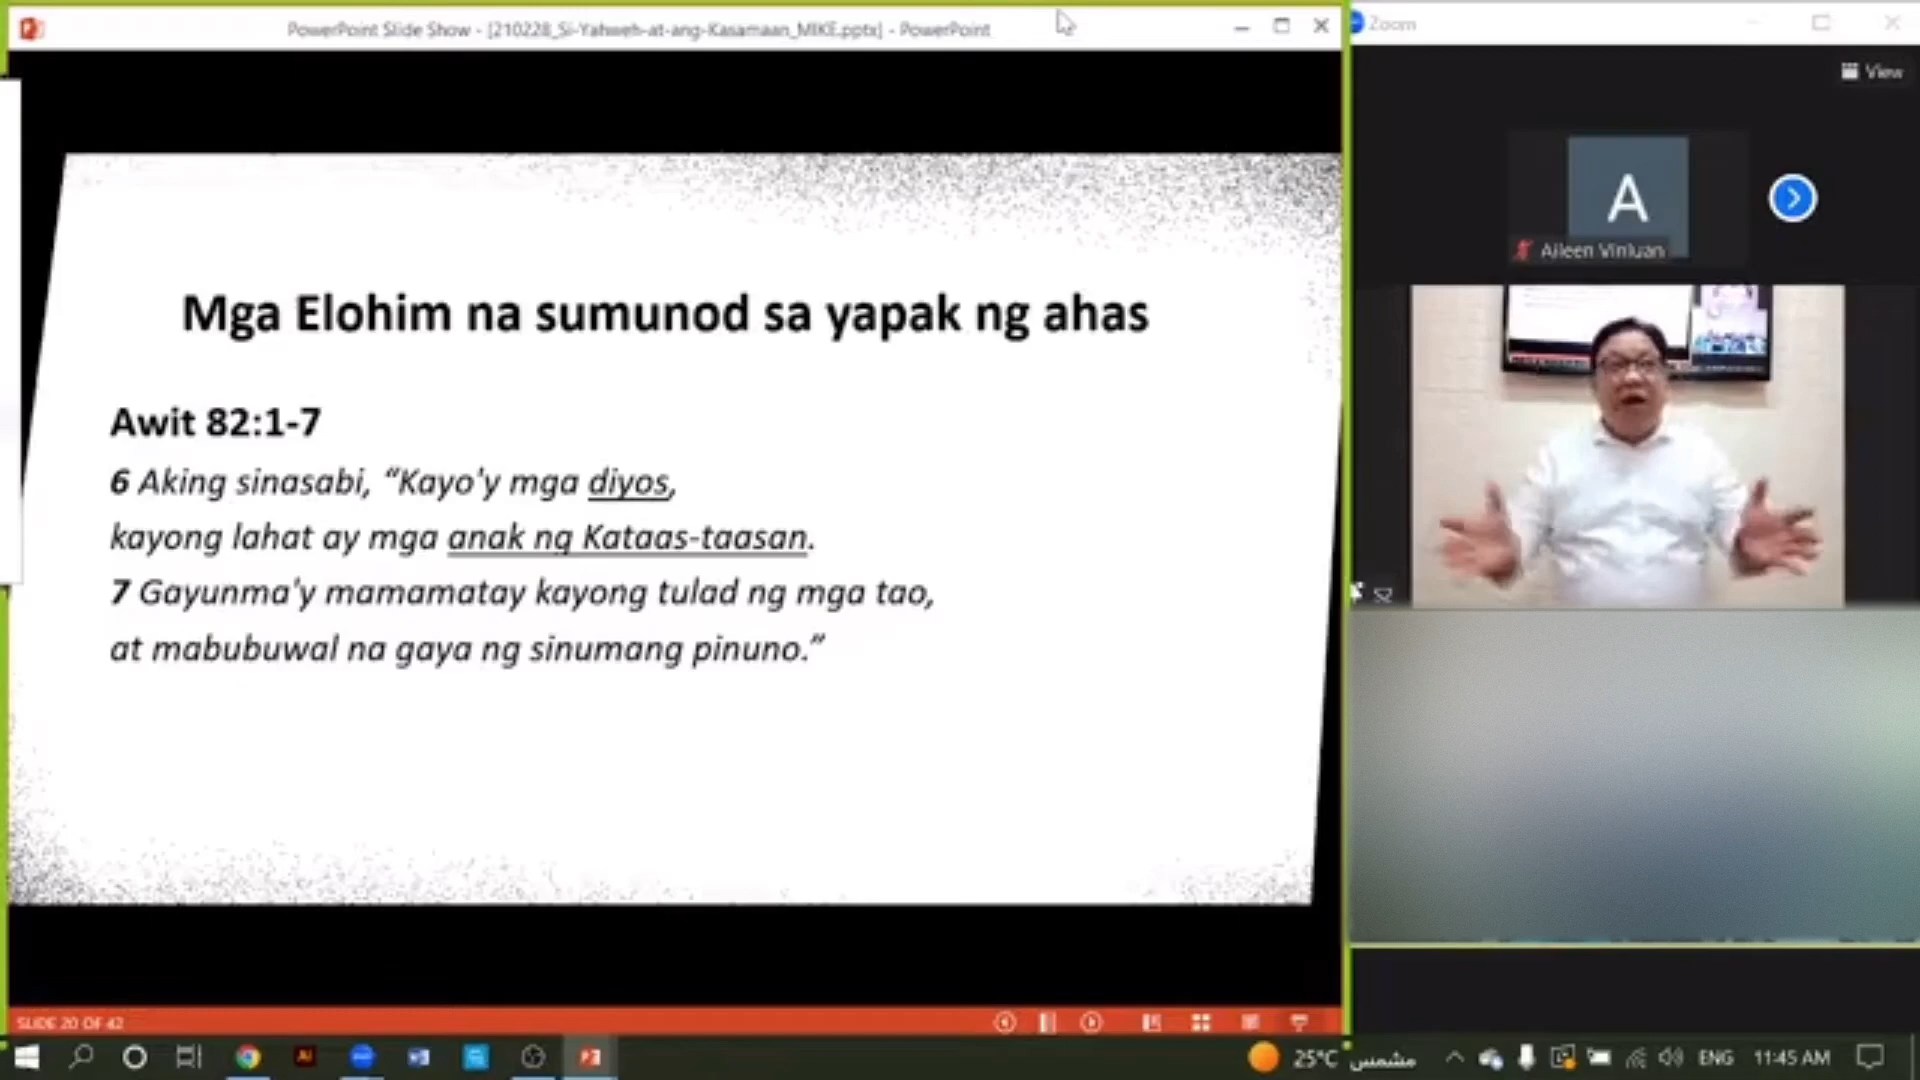 PowerPoint Slide Show - [210228_Si-Yahweh-at-ang-Kasamaan_MIKE.pptx] - PowerPoint
Zoom
View
A
Aileen Vinluan
Mga Elohim na sumunod sa yapak ng ahas
Awit 82:1-7
6 Aking sinasabi, “Kayo'y mga diyos,
kayong lahat ay mga anak ng Kataas-taasan.
7 Gayunma'y mamamatay kayong tulad ng mga tao,
at mabubuwal na gaya ng sinumang pinuno.”
SLIDE 20 OF 42
25°C مشمس ENG 11:45 AM